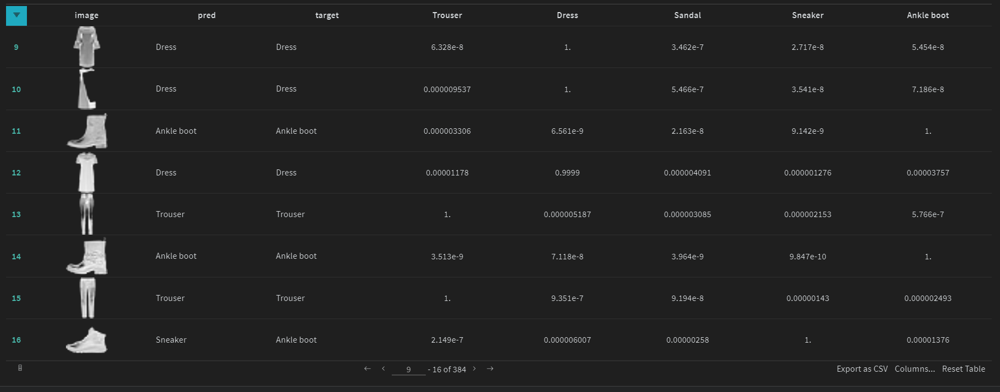 image pred target Trouser Dress Sandal Sneaker Ankle boot
9 Dress Dress 6.328e-8 1. 3.462e-7 2.717e-8 5.454e-8
10 Dress Dress 0.000009537 1. 5.466e-7 3.541e-8 7.186e-8
11 Ankle boot Ankle boot 0.000003306 6.561e-9 2.163e-8 9.142e-9 1.
12 Dress Dress 0.00001178 0.9999 0.000004091 0.000001276 0.00003757
13 Trouser Trouser 1. 0.000005187 0.000003085 0.000002153 5.766e-7
14 Ankle boot Ankle boot 3.513e-9 7.118e-8 3.964e-9 9.847e-10 1.
15 Trouser Trouser 1. 9.351e-7 9.194e-8 0.00000143 0.000002493
16 Sneaker Ankle boot 2.149e-7 0.000006007 0.00000258 1. 0.00001376
← ‹ 9 - 16 of 384 › → Export as CSV Columns... Reset Table